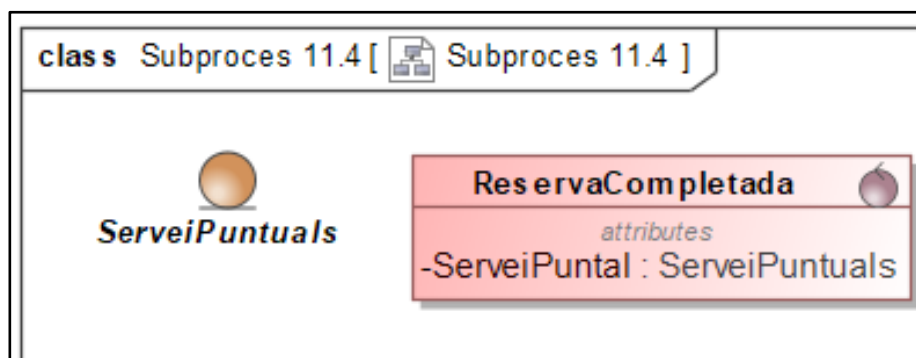 class Subproces 11.4 [ Subproces 11.4 ]
ServeiPuntuals
ReservaCompletada
attributes
-ServeiPuntal : ServeiPuntuals